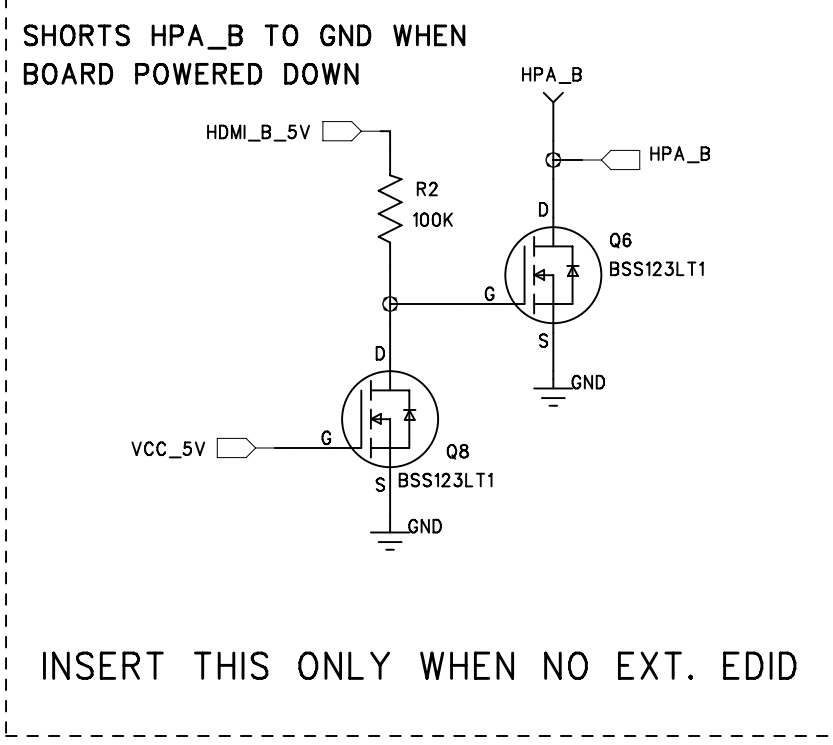 SHORTS HPA_B TO GND WHEN
BOARD POWERED DOWN
HPA_B
HDMI_B_5V
HPA_B
R2
100K
D
Q6
BSS123LT1
G
S
D
GND
G
VCC_5V
Q8
S
BSS123LT1
GND
INSERT THIS ONLY WHEN NO EXT. EDID